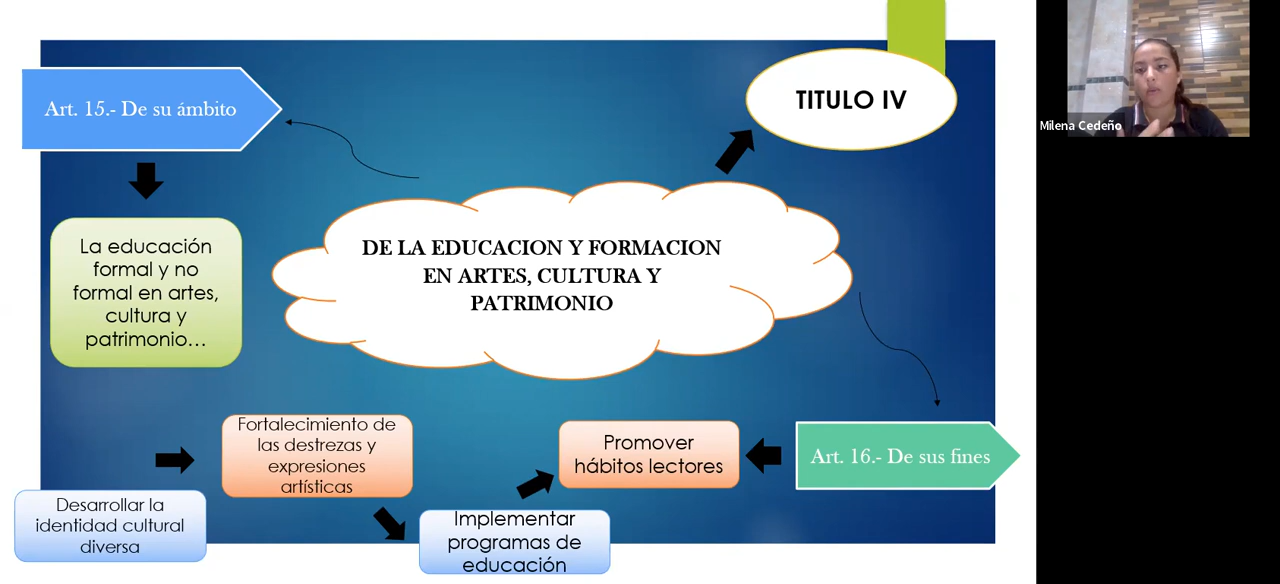 TITULO IV
Art. 15.- De su ámbito
Milena Cedeño
DE LA EDUCACION Y FORMACION
EN ARTES, CULTURA Y
PATRIMONIO
La educación
formal y no
formal en artes,
cultura y
patrimonio...
Fortalecimiento de
las destrezas y
expresiones
artísticas
Promover
hábitos lectores
Art. 16.- De sus fines
Desarrollar la
identidad cultural
diversa
Implementar
programas de
educación